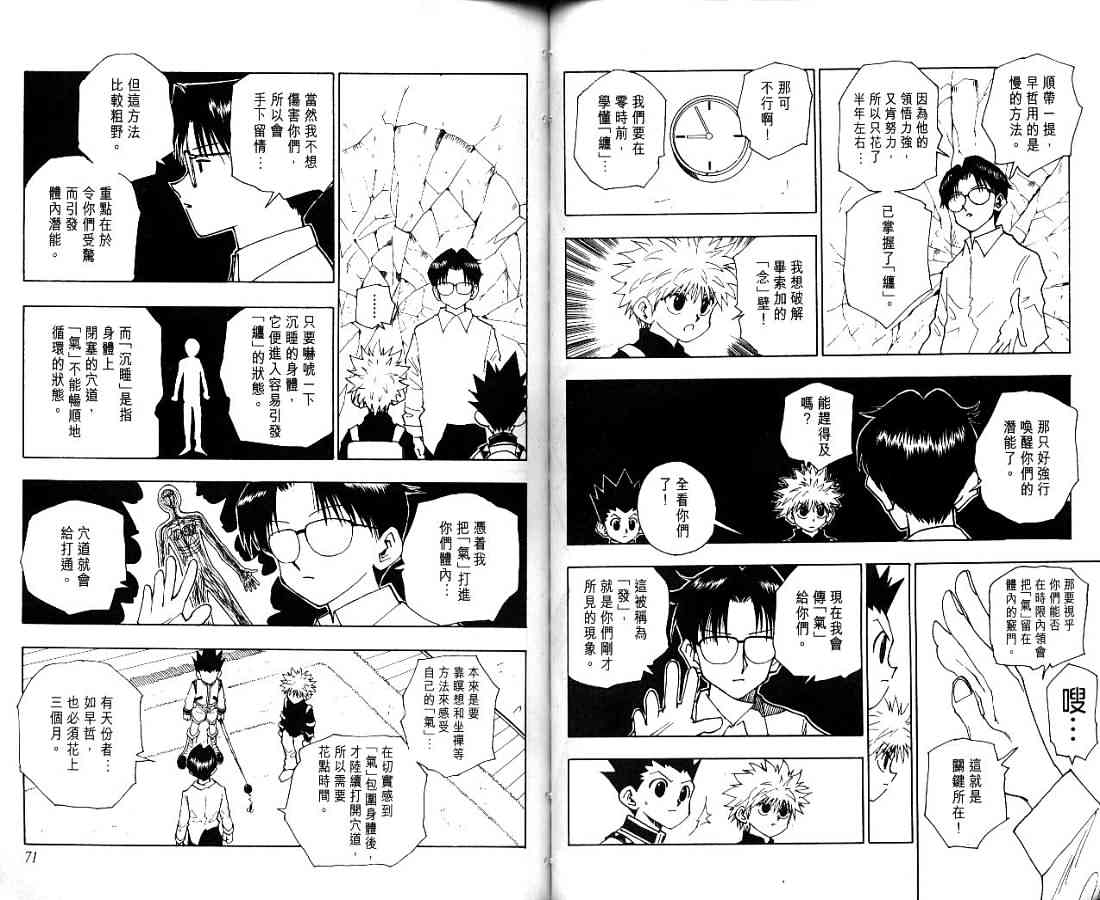 順帶一提，
早哲用的是
慢的方法。
因為他的
領悟力強，
又肯努力，
所以只花了
半年左右…
已掌握了「纏」。
那可
不行啊！
我們要在
零時前，
學懂「纏」…
我想破解
畢索加的
「念」壁！
那只好強行
喚醒你們的
潛能了。
能趕得及
嗎？
全看你們
了！
現在我會
傳「氣」
給你們。
這被稱為
「發」，
就是你們剛才
所見的現象。
那要視乎
你們能否
在時限內領會
把「氣」留在
體內的竅門。
嗖…
這就是
關鍵所在！
……
當然我不想
傷害你們，
所以會
手下留情…
但這方法
比較粗野。
重點在於
令你們受驚
而引發
體內潛能。
只要嚇唬一下
沉睡的身體，
它便進入容易引發
「纏」的狀態。
而「沉睡」是指
身體上
閉塞的穴道，
「氣」不能暢順地
循環的狀態。
憑着我
把「氣」打進
你們體內…
穴道就會
給打通。
本來是要
靠瞑想和坐禪等
方法來感受
自己的「氣」…
在切實感到
「氣」包圍身體後，
才陸續打開穴道，
所以需要
花點時間。
有天份者…
如早哲，
也必須花上
三個月。
71